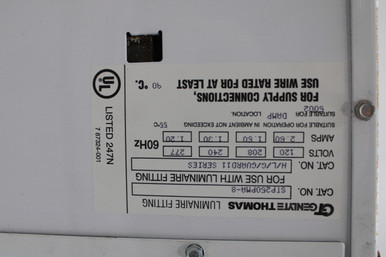 GENLYTE THOMAS LUMINAIRE FITTING
CAT. NO. STP250PMA-8
FOR USE WITH LUMINAIRE FITTING
CAT. NO. H/L/G/GUARDII SERIES
VOLTS 120 208 240 277
AMPS 2.60 1.50 1.30 1.20 60Hz
SUITABLE FOR OPERATION IN AMBIENT NOT EXCEEDING 55°C
SUITABLE FOR DAMP LOCATION.
5002
FOR SUPPLY CONNECTIONS,
USE WIRE RATED FOR AT LEAST
90 °C.
UL
LISTED 247N